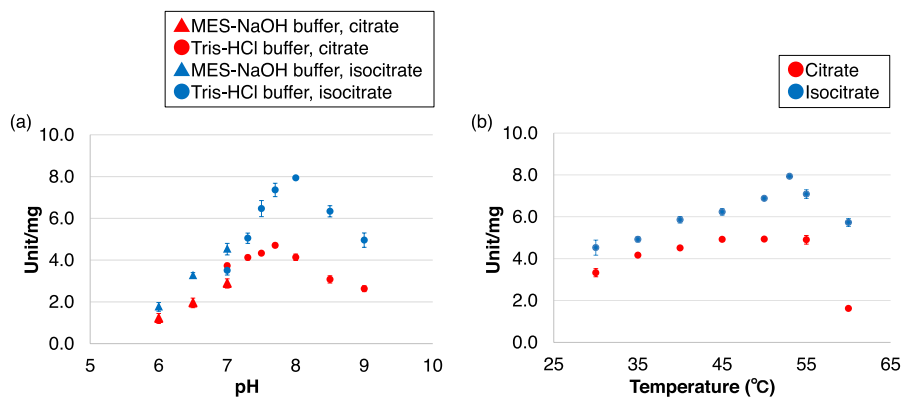 MES-NaOH buffer, citrate
Tris-HCl buffer, citrate
MES-NaOH buffer, isocitrate
Tris-HCl buffer, isocitrate
Citrate
Isocitrate
(a)
10.0
8.0
6.0
4.0
2.0
0.0
Unit/mg
5
6
7
8
9
10
pH
(b)
10.0
8.0
6.0
4.0
2.0
0.0
Unit/mg
25
35
45
55
65
Temperature (℃)